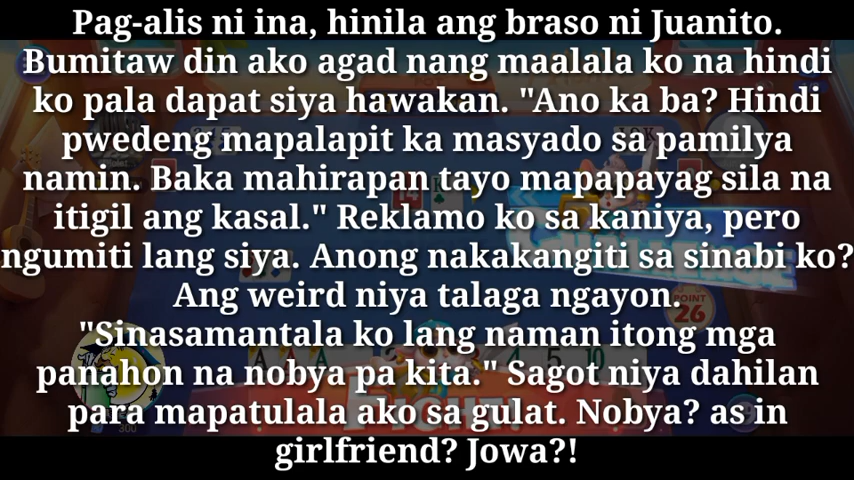 Pag-alis ni ina, hinila ang braso ni Juanito.
Bumitaw din ako agad nang maalala ko na hindi
ko pala dapat siya hawakan. "Ano ka ba? Hindi
pwedeng mapalapit ka masyado sa pamilya
namin. Baka mahirapan tayo mapapayag sila na
itigil ang kasal." Reklamo ko sa kaniya, pero
ngumiti lang siya. Anong nakakangiti sa sinabi ko?
Ang weird niya talaga ngayon.
POINT
26
"Sinasamantala ko lang naman itong mga
panahon na nobya pa kita." Sagot niya dahilan
para mapatulala ako sa gulat. Nobya? as in
300
girlfriend? Jowa?!